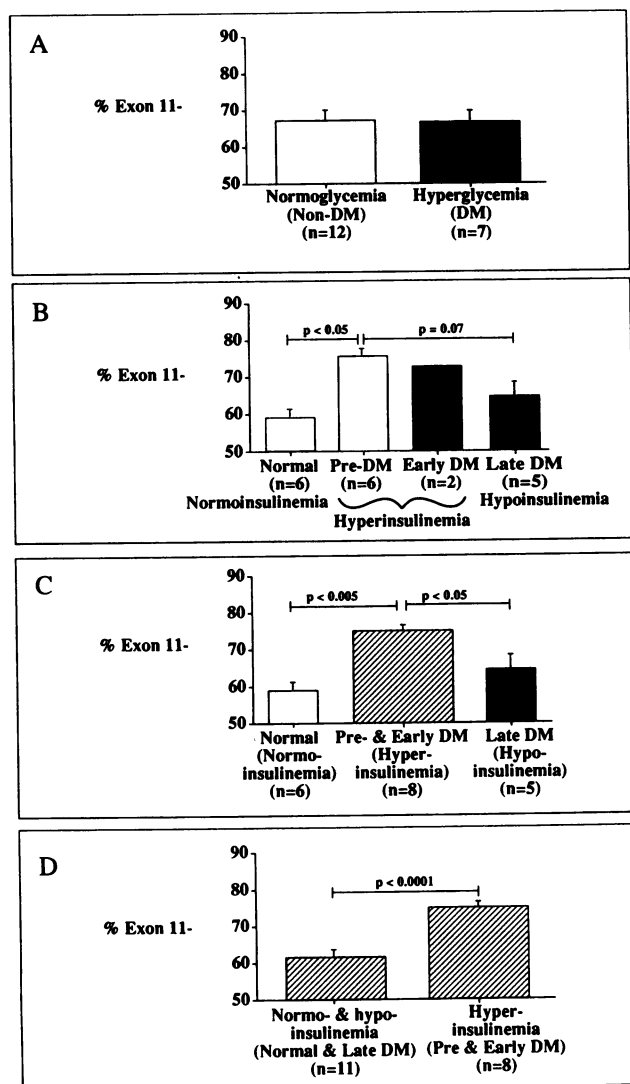 A
90
80
% Exon 11-
70
60
50
Normoglycemia Hyperglycemia
(Non-DM) (DM)
(n=12) (n=7)
B
90
p < 0.05 p = 0.07
80
% Exon 11-
70
60
50
Normal Pre-DM Early DM Late DM
(n=6) (n=6) (n=2) (n=5)
Normoinsulinemia Hypoinsulinemia
Hyperinsulinemia
C
90
p < 0.005 p < 0.05
80
% Exon 11-
70
60
50
Normal Pre- & Early DM Late DM
(Normo- (Hyper- (Hypo-
insulinemia) insulinemia) insulinemia)
(n=6) (n=8) (n=5)
D
90
p < 0.0001
80
% Exon 11-
70
60
50
Normo- & hypo- Hyper-
insulinemia insulinemia
(Normal & Late DM) (Pre & Early DM)
(n=11) (n=8)